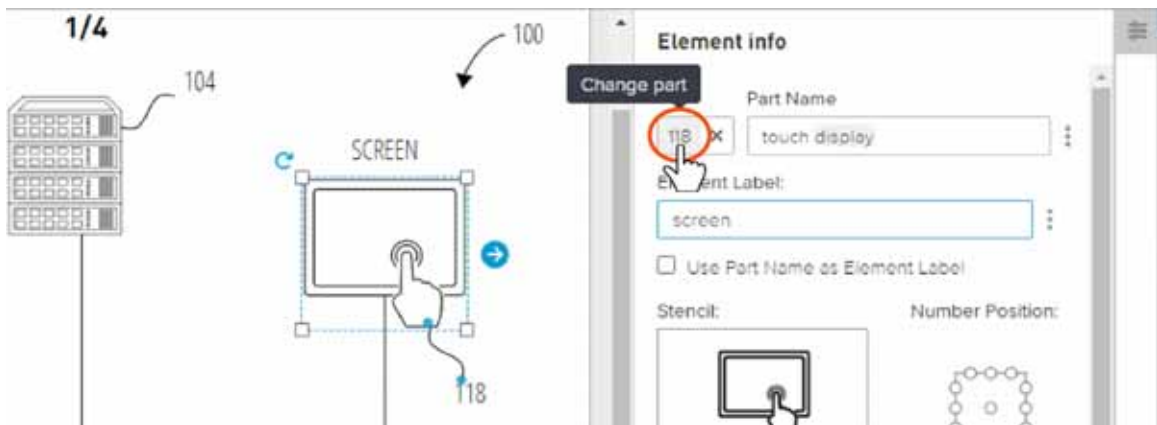 1/4
100
104
SCREEN
118
Element info
Change part
Part Name
118 ×
touch display
Element Label:
screen
Use Part Name as Element Label
Stencil:
Number Position: